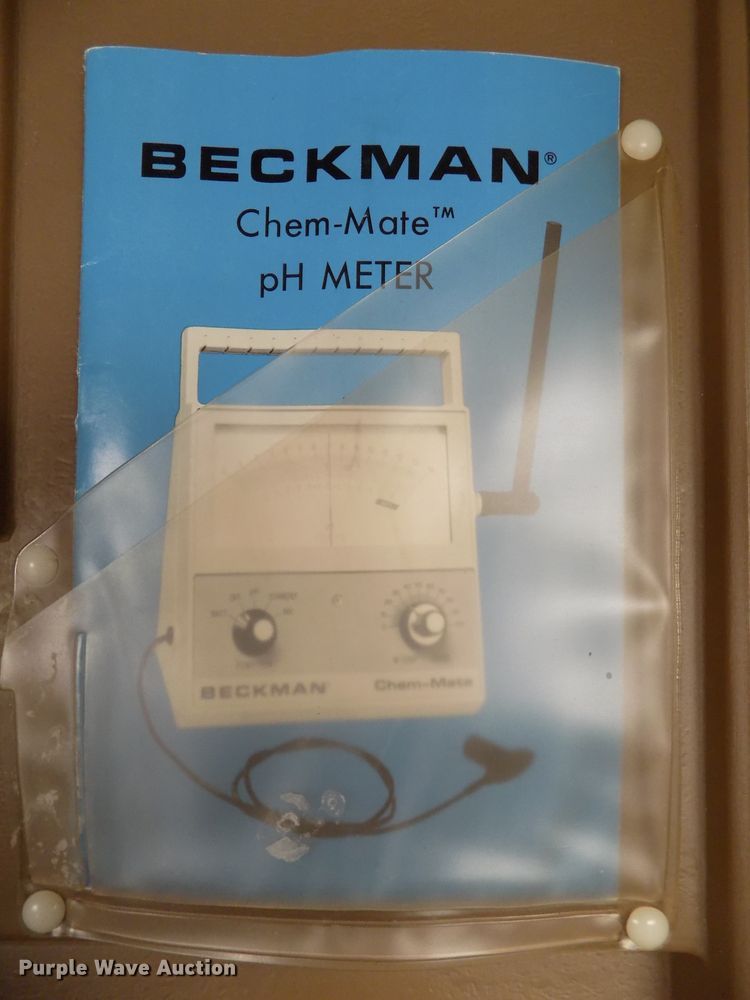 BECKMAN®
Chem-Mate™
pH METER
BECKMAN
Chem-Mate
Purple Wave Auction